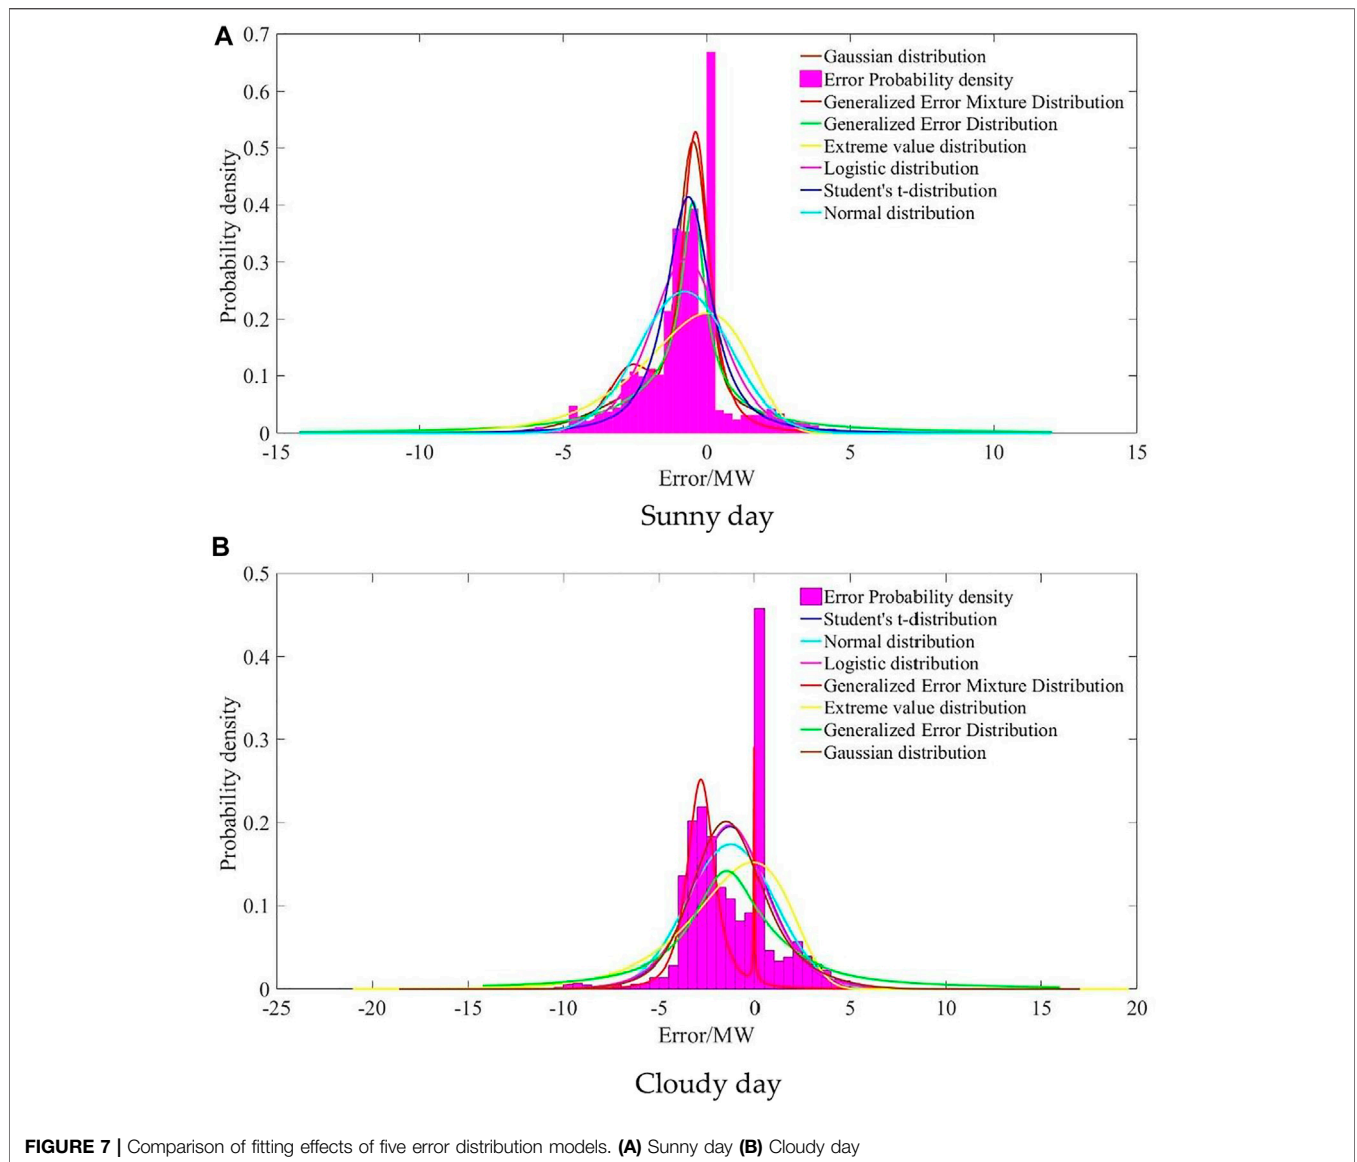 A
0.7
0.6
0.5
0.4
0.3
0.2
0.1
0
Probability density
Gaussian distribution
Error Probability density
Generalized Error Mixture Distribution
Generalized Error Distribution
Extreme value distribution
Logistic distribution
Student's t-distribution
Normal distribution
-15 -10 -5 0 5 10 15
Error/MW
Sunny day
B
0.5
0.4
0.3
0.2
0.1
0
Probability density
Error Probability density
Student's t-distribution
Normal distribution
Logistic distribution
Generalized Error Mixture Distribution
Extreme value distribution
Generalized Error Distribution
Gaussian distribution
-25 -20 -15 -10 -5 0 5 10 15 20
Error/MW
Cloudy day
FIGURE 7 | Comparison of fitting effects of five error distribution models. (A) Sunny day (B) Cloudy day